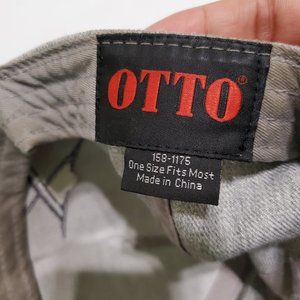 OTTO®
158-1175
One Size Fits Most
Made in China